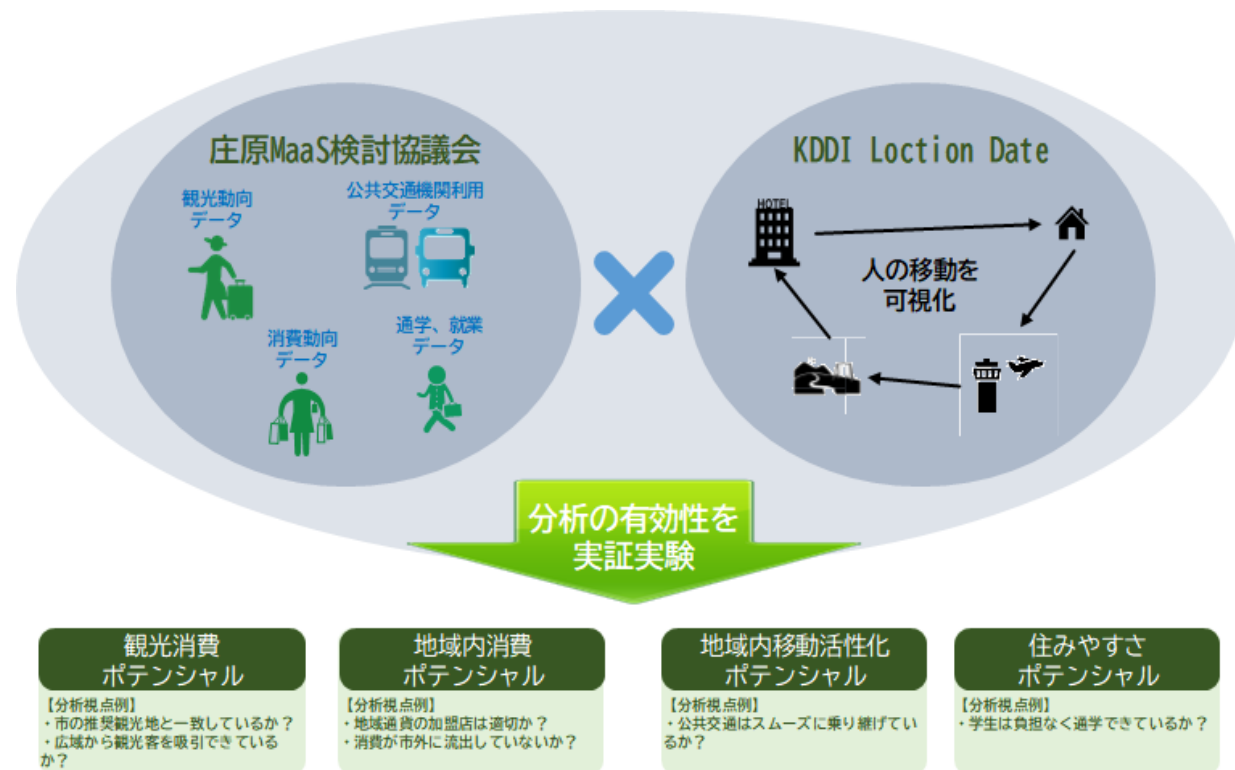 庄原MaaS検討協議会
観光動向
データ
公共交通機関利用
データ
消費動向
データ
通学、就業
データ
KDDI Loction Date
HOTEL
人の移動を
可視化
分析の有効性を
実証実験
観光消費
ポテンシャル
【分析視点例】
・市の推奨観光地と一致しているか？
・広域から観光客を吸引できている
か？
地域内消費
ポテンシャル
【分析視点例】
・地域通貨の加盟店は適切か？
・消費が市外に流出していないか？
地域内移動活性化
ポテンシャル
【分析視点例】
・公共交通はスムーズに乗り継げてい
るか？
住みやすさ
ポテンシャル
【分析視点例】
・学生は負担なく通学できているか？